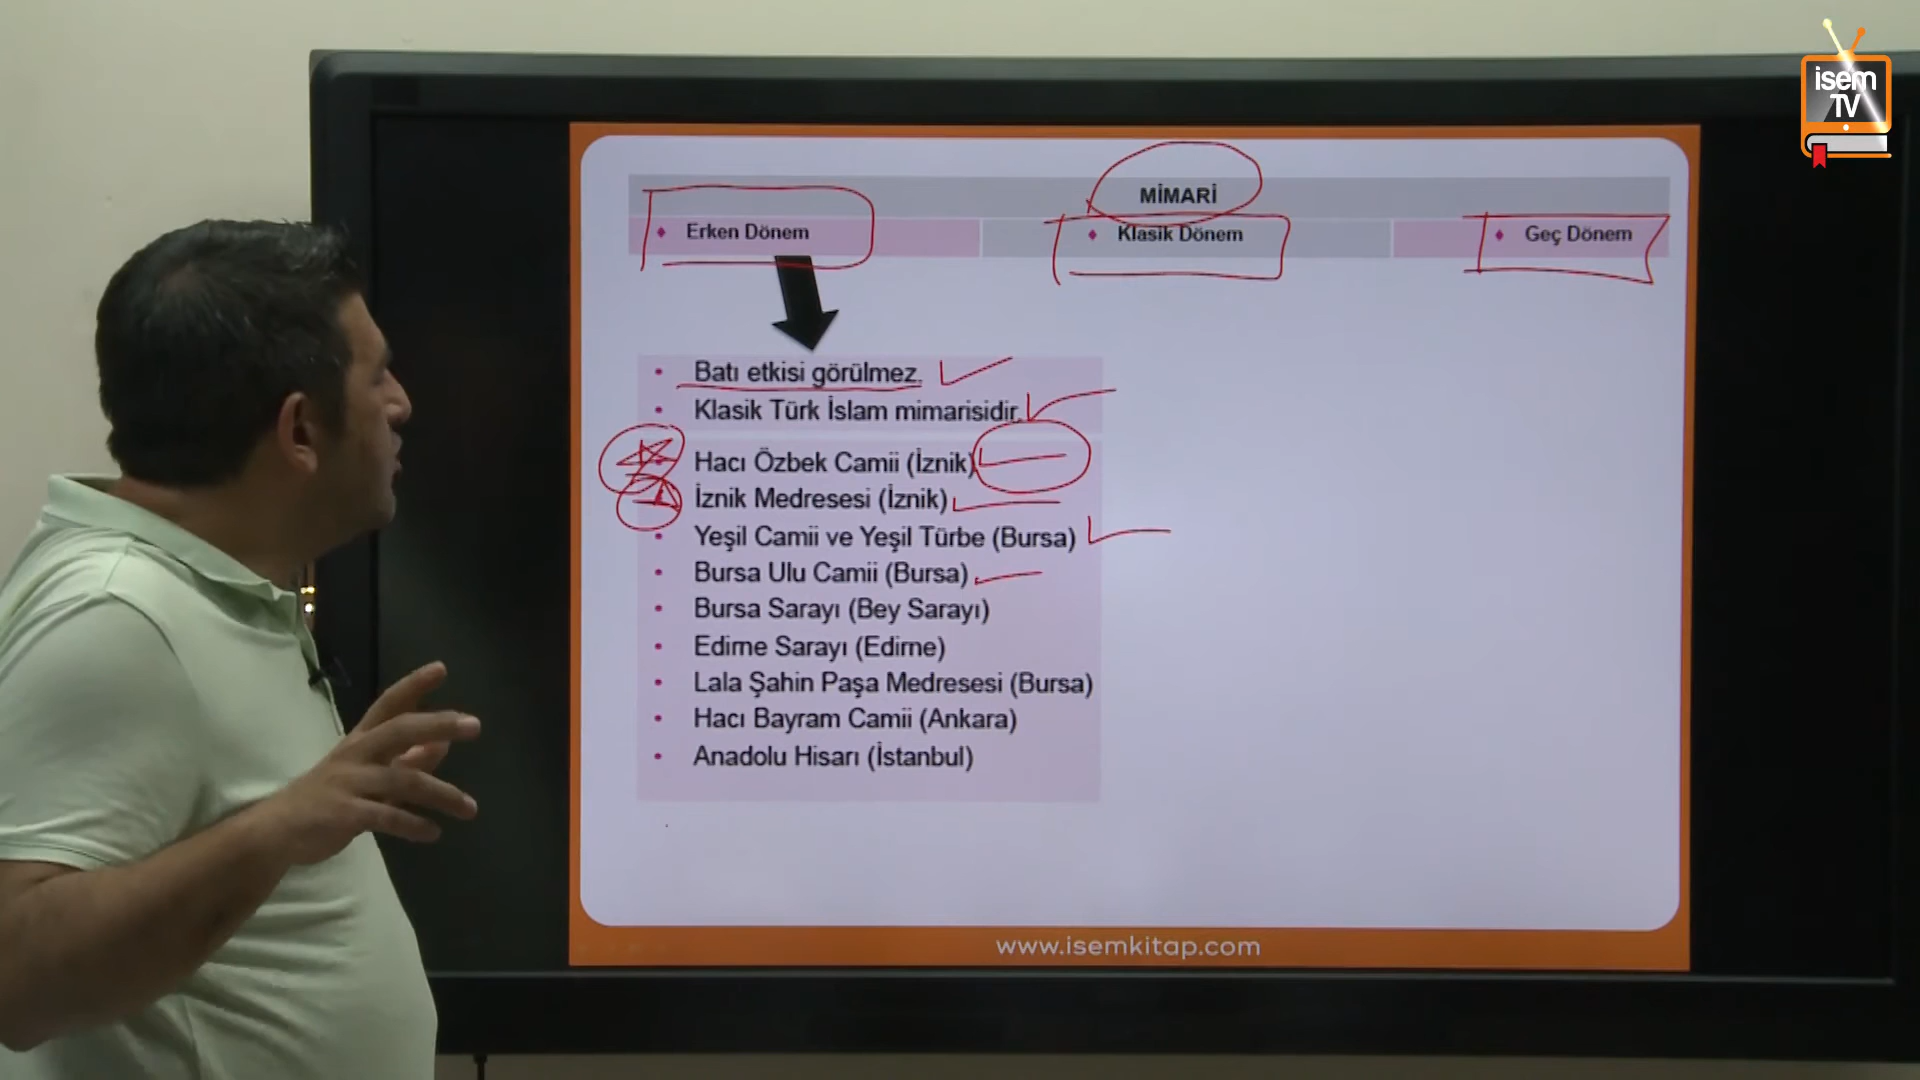 isem
TV
MİMARİ
Erken Dönem
Klasik Dönem
Geç Dönem
Batı etkisi görülmez.
Klasik Türk İslam mimarisidir.
Hacı Özbek Camii (İznik)
İznik Medresesi (İznik)
Yeşil Camii ve Yeşil Türbe (Bursa)
Bursa Ulu Camii (Bursa)
Bursa Sarayı (Bey Sarayı)
Edirne Sarayı (Edirne)
Lala Şahin Paşa Medresesi (Bursa)
Hacı Bayram Camii (Ankara)
Anadolu Hisarı (İstanbul)
www.isemkitap.com